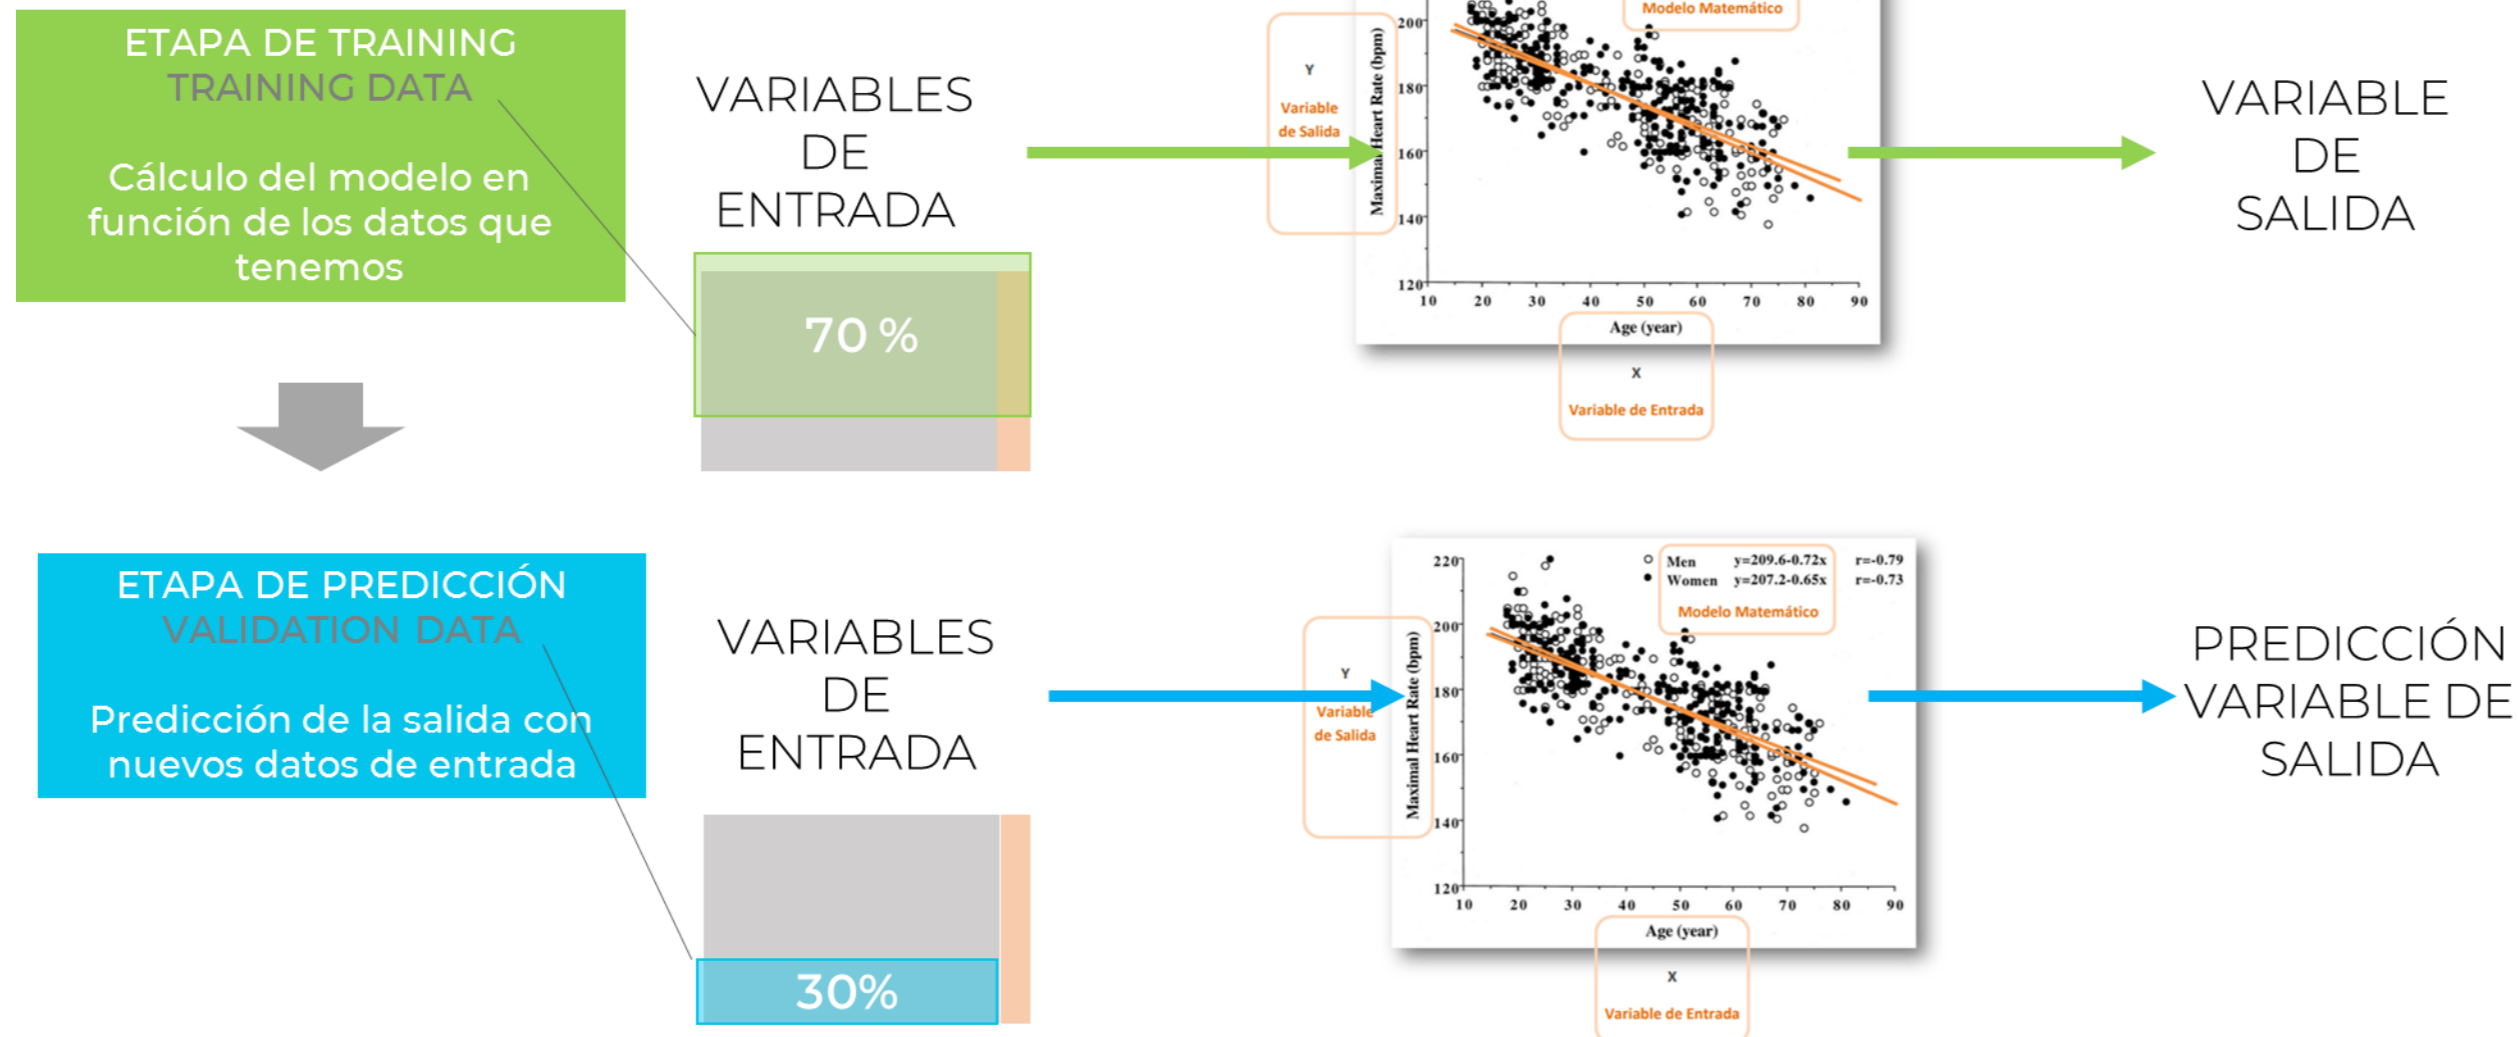 ETAPA DE TRAINING
TRAINING DATA
Cálculo del modelo en
función de los datos que
tenemos
VARIABLES
DE
ENTRADA
70 %
Modelo Matemático
Y
Variable
de Salida
Maximal Heart Rate (bpm)
200
180
160
140
120
10 20 30 40 50 60 70 80 90
Age (year)
X
Variable de Entrada
VARIABLE
DE
SALIDA
ETAPA DE PREDICCIÓN
VALIDATION DATA
Predicción de la salida con
nuevos datos de entrada
VARIABLES
DE
ENTRADA
30%
Men y=209.6-0.72x r=-0.79
Women y=207.2-0.65x r=-0.73
Modelo Matemático
Y
Variable
de Salida
Maximal Heart Rate (bpm)
220
200
180
160
140
120
10 20 30 40 50 60 70 80 90
Age (year)
X
Variable de Entrada
PREDICCIÓN
VARIABLE DE
SALIDA